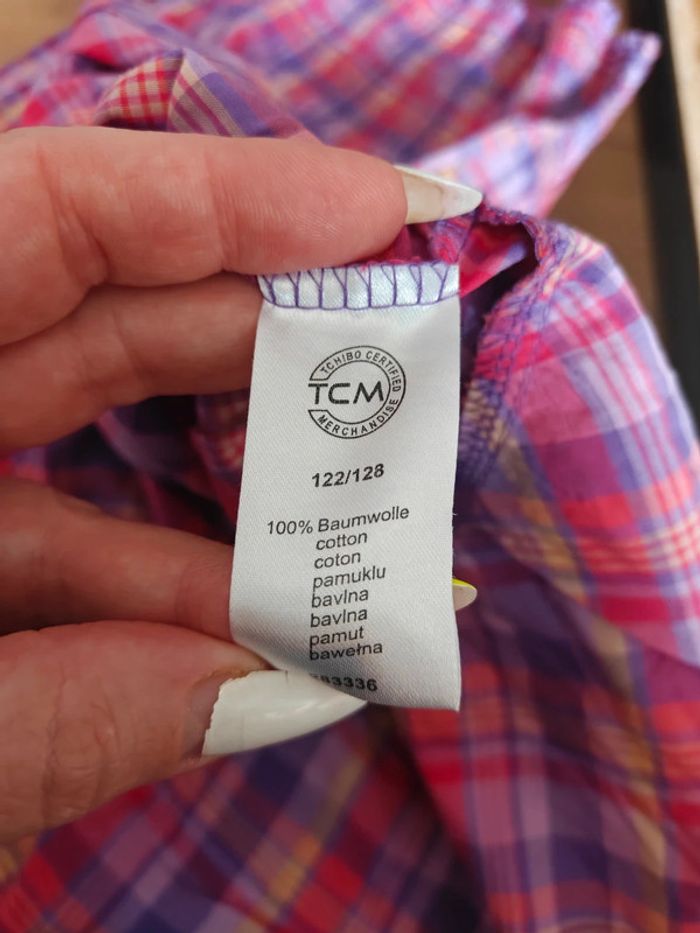 TCHIBO CERTIFIED
TCM
MERCHANDISE
122/128
100% Baumwolle
cotton
coton
pamuklu
bavlna
bavlna
pamut
bawełna